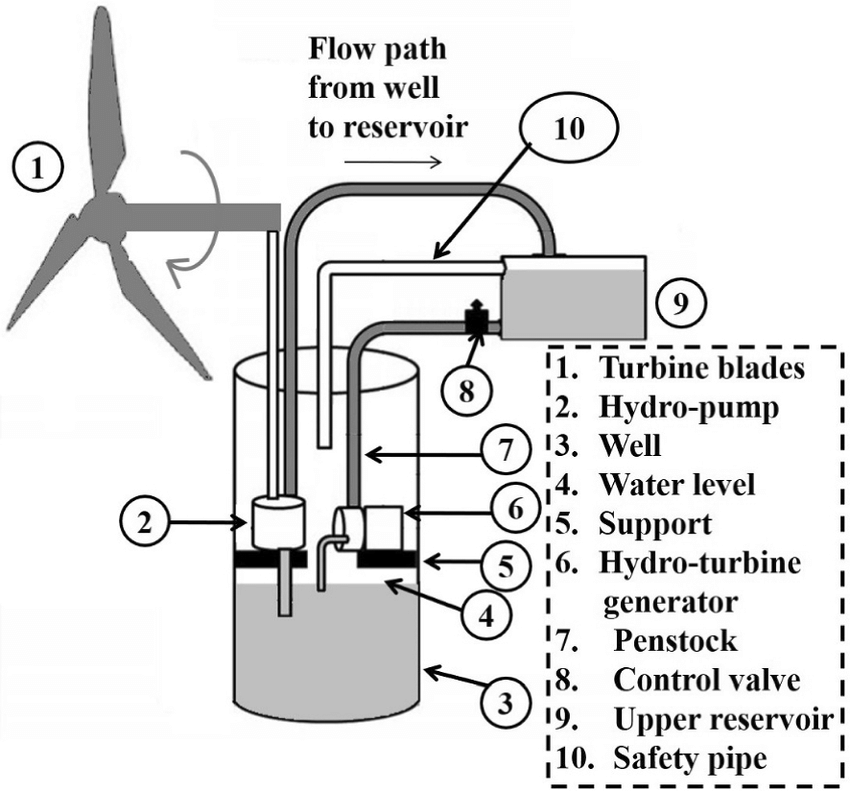 Flow path
from well
to reservoir
10
1
9
8
7
2
6
5
4
3
1. Turbine blades
2. Hydro-pump
3. Well
4. Water level
5. Support
6. Hydro-turbine
generator
7. Penstock
8. Control valve
9. Upper reservoir
10. Safety pipe